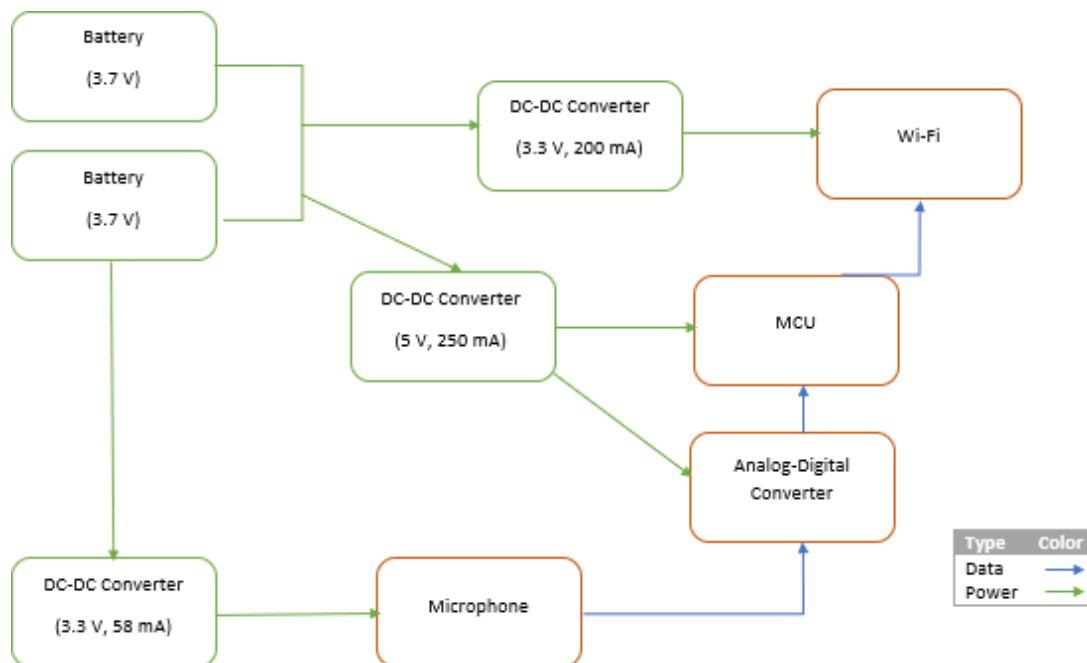 Battery
(3.7 V)
DC-DC Converter
(3.3 V, 200 mA)
Wi-Fi
Battery
(3.7 V)
DC-DC Converter
(5 V, 250 mA)
MCU
Analog-Digital
Converter
DC-DC Converter
(3.3 V, 58 mA)
Microphone
Type Color
Data
Power